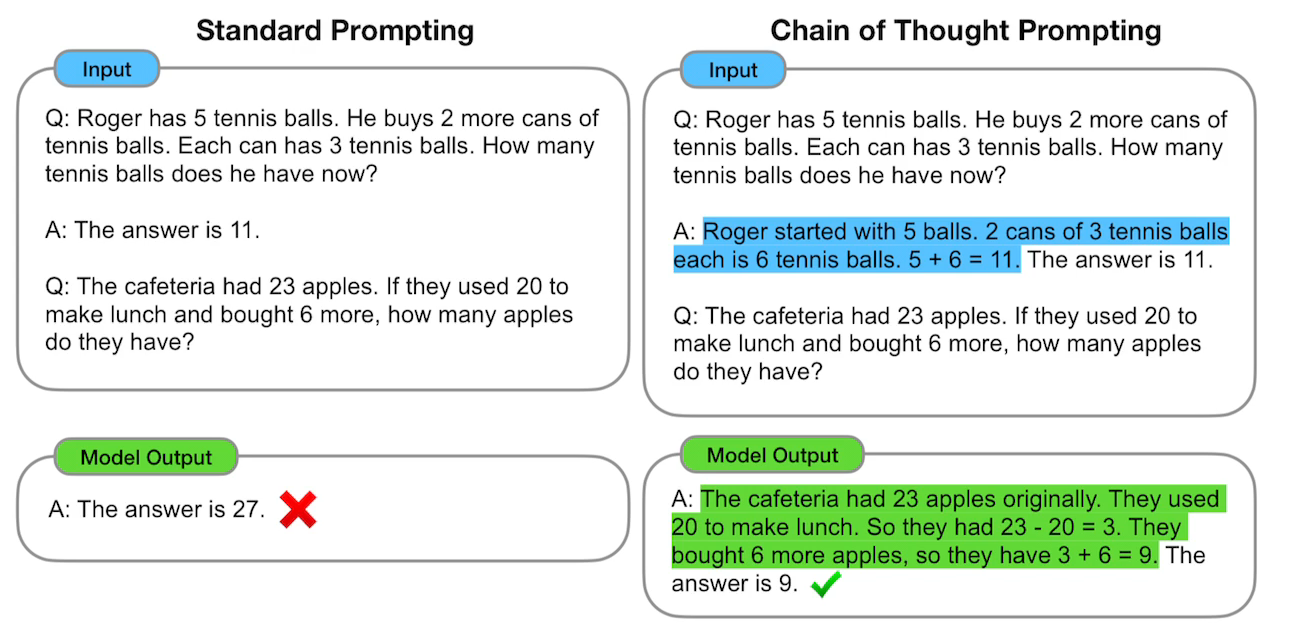 Standard Prompting
Input
Q: Roger has 5 tennis balls. He buys 2 more cans of
tennis balls. Each can has 3 tennis balls. How many
tennis balls does he have now?
A: The answer is 11.
Q: The cafeteria had 23 apples. If they used 20 to
make lunch and bought 6 more, how many apples
do they have?
Model Output
A: The answer is 27.
Chain of Thought Prompting
Input
Q: Roger has 5 tennis balls. He buys 2 more cans of
tennis balls. Each can has 3 tennis balls. How many
tennis balls does he have now?
A: Roger started with 5 balls. 2 cans of 3 tennis balls
each is 6 tennis balls. 5 + 6 = 11. The answer is 11.
Q: The cafeteria had 23 apples. If they used 20 to
make lunch and bought 6 more, how many apples
do they have?
Model Output
A: The cafeteria had 23 apples originally. They used
20 to make lunch. So they had 23 - 20 = 3. They
bought 6 more apples, so they have 3 + 6 = 9. The
answer is 9.